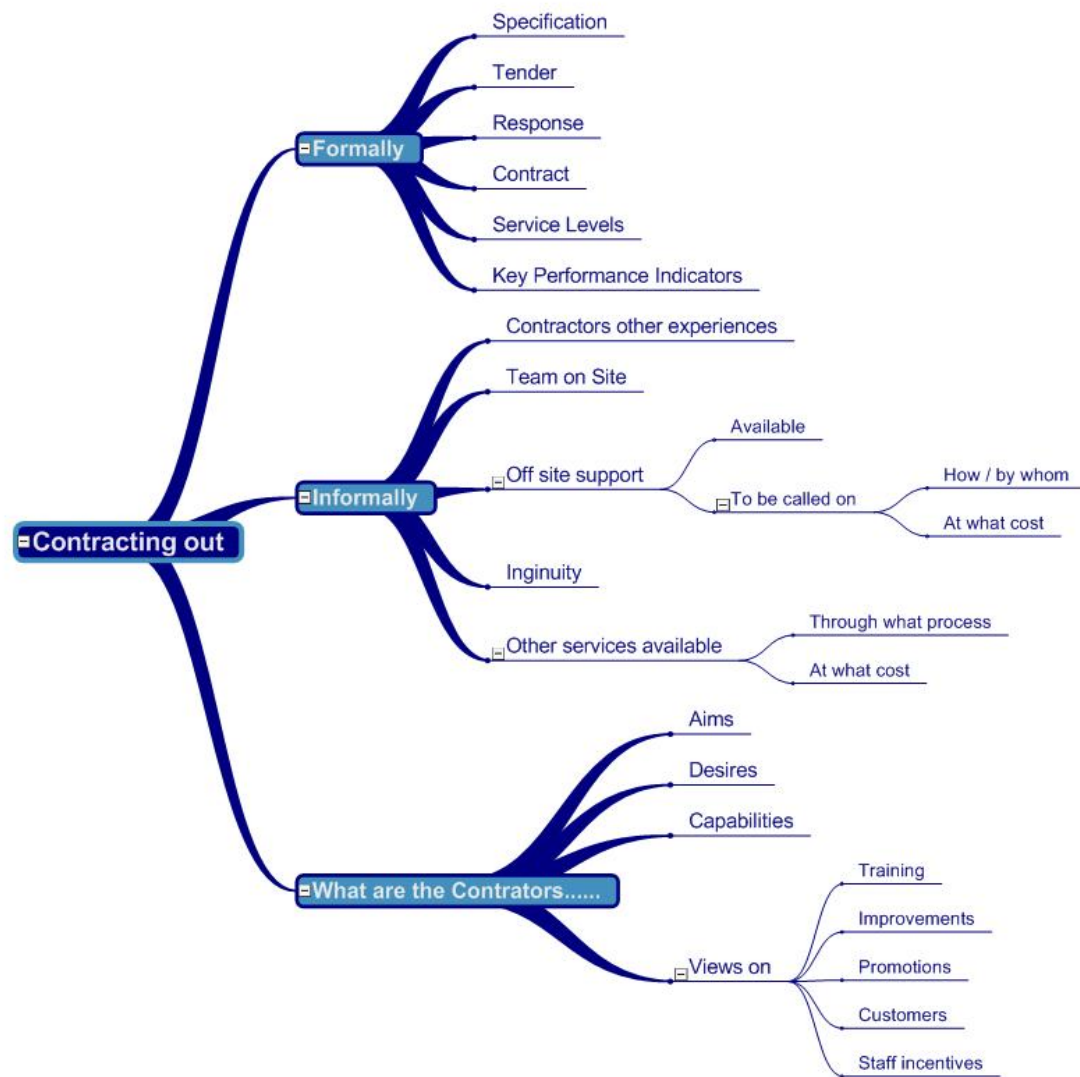 Specification
Tender
Response
Formally
Contract
Service Levels
Key Performance Indicators
Contractors other experiences
Team on Site
Available
Off site support
How / by whom
Informally
To be called on
At what cost
Contracting out
Inginuity
Through what process
Other services available
At what cost
Aims
Desires
Capabilities
Training
What are the Contrators......
Improvements
Views on
Promotions
Customers
Staff incentives